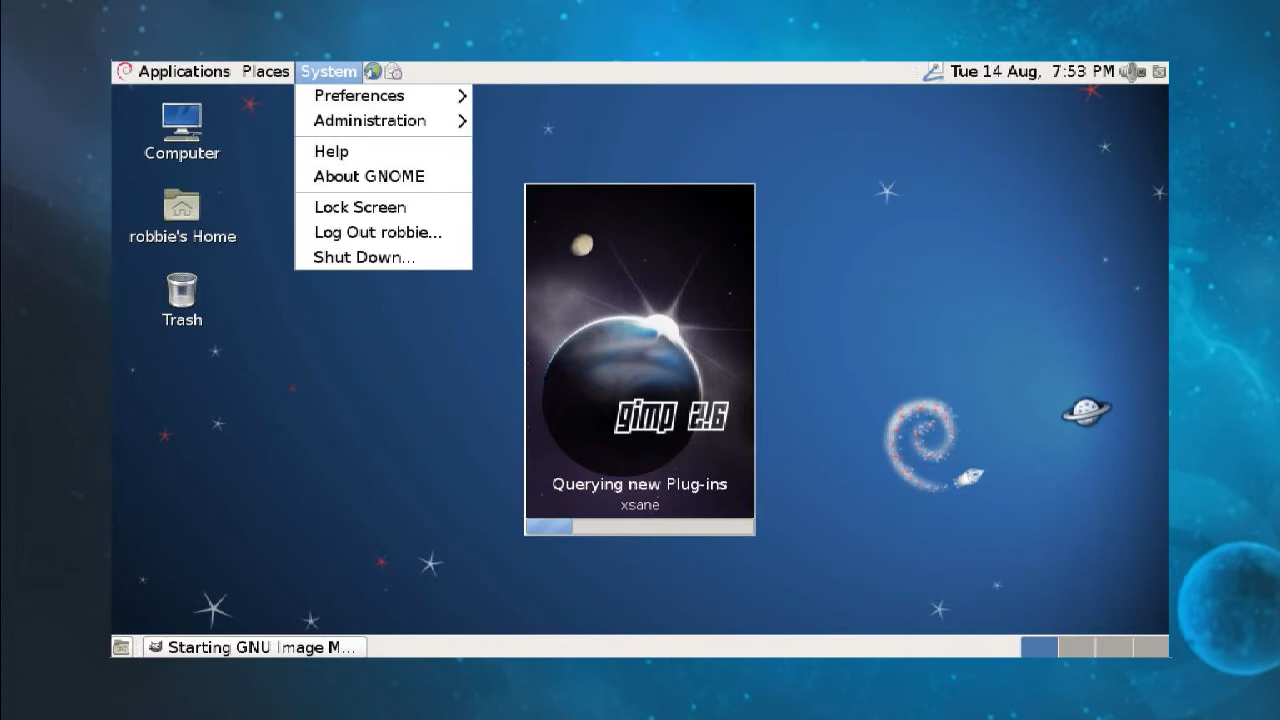 Applications Places System Tue 14 Aug, 7:53 PM
Preferences
Administration
Help
About GNOME
Lock Screen
Log Out robbie...
Shut Down...
Computer
robbie's Home
Trash
gimp 2.6
Querying new Plug-ins
xsane
Starting GNU Image M...